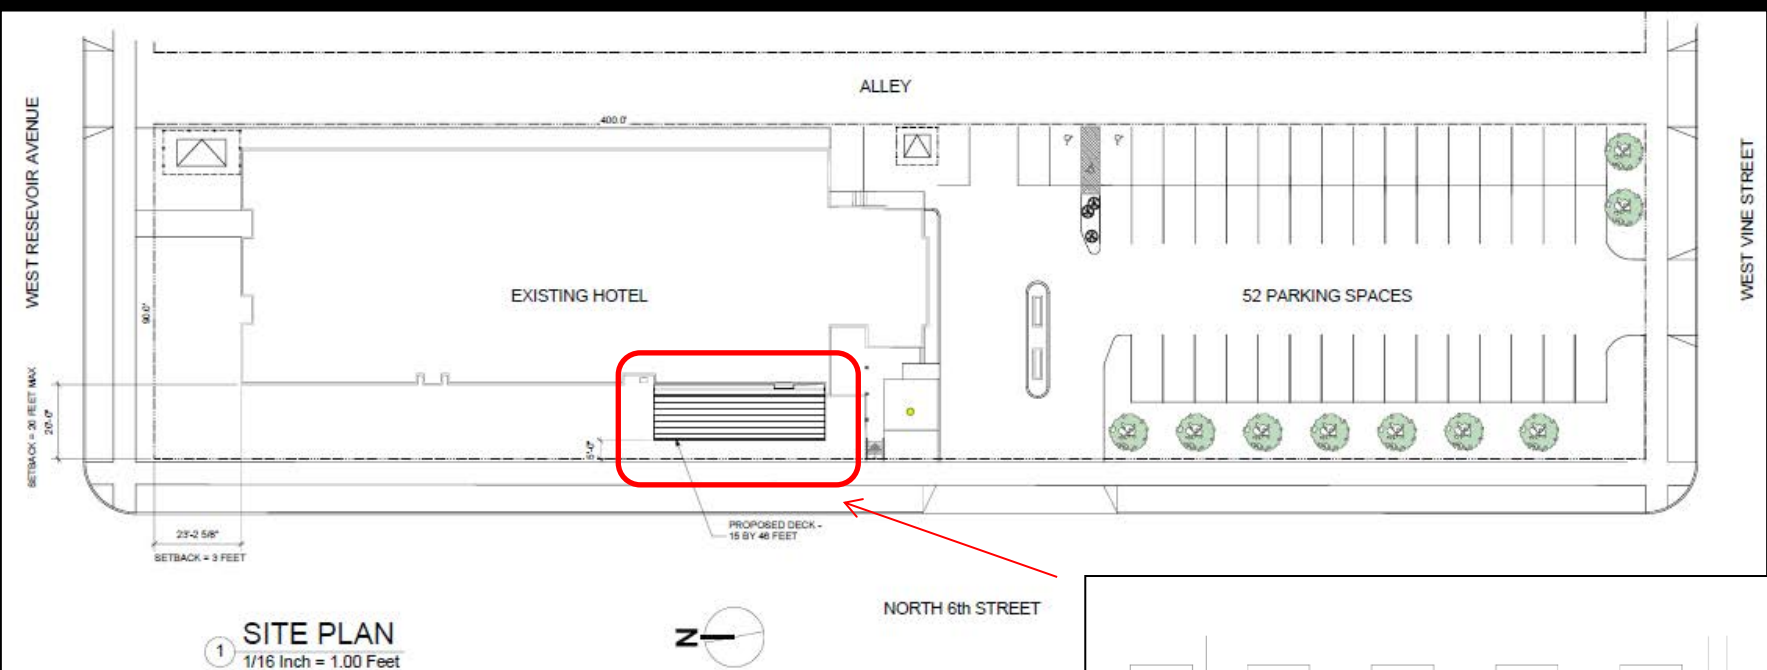 ALLEY
400.0'
WEST RESEVOIR AVENUE
WEST VINE STREET
EXISTING HOTEL
52 PARKING SPACES
90.0'
SETBACK = 20 FEET MAX
20'-0"
5'-0"
PROPOSED DECK -
15 BY 46 FEET
23'-2 5/8"
SETBACK = 3 FEET
NORTH 6th STREET
1
SITE PLAN
1/16 Inch = 1.00 Feet
N